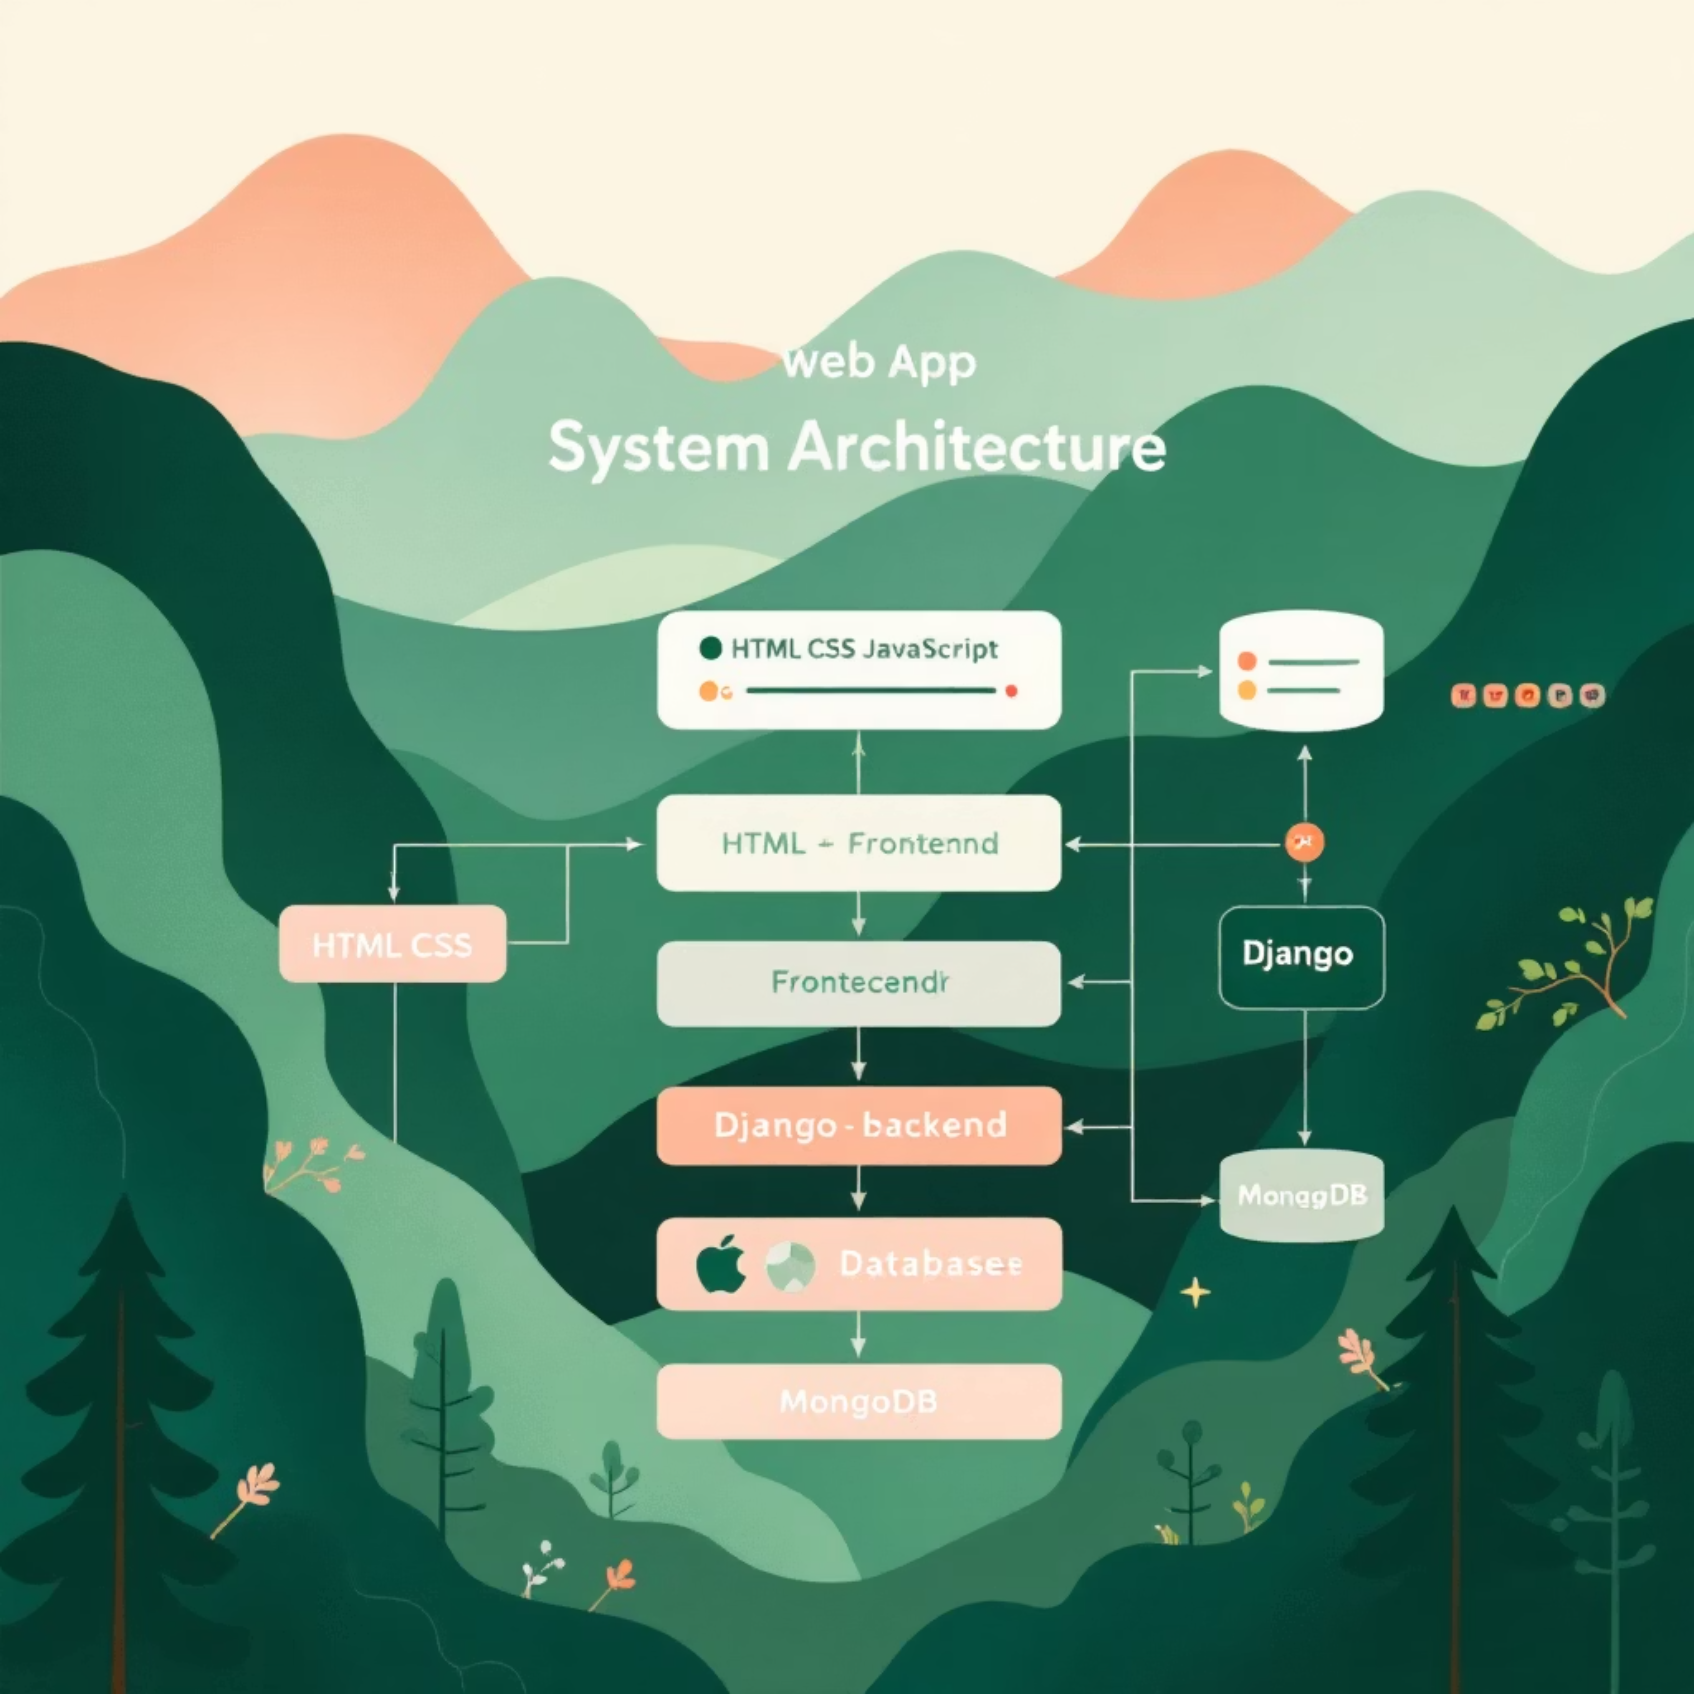 web App
System Architecture
HTML CSS JavaScript
HTML - Frontennd
HTML CSS
Frontecendr
Django
Django - backend
MonggDB
Databasee
MongoDB